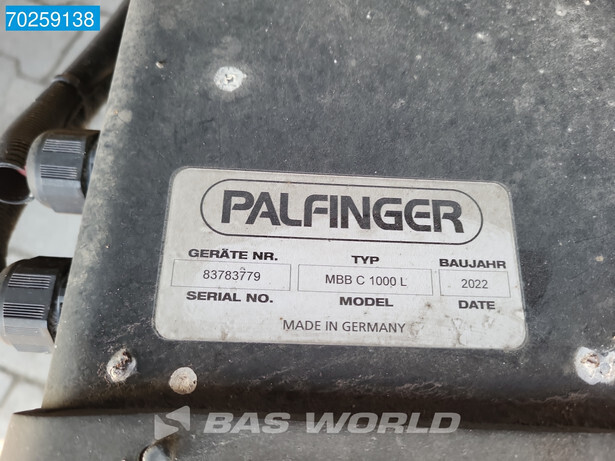 70259138
PALFINGER
GERÄTE NR. TYP BAUJAHR
83783779 MBB C 1000 L 2022
SERIAL NO. MODEL DATE
MADE IN GERMANY
BAS WORLD